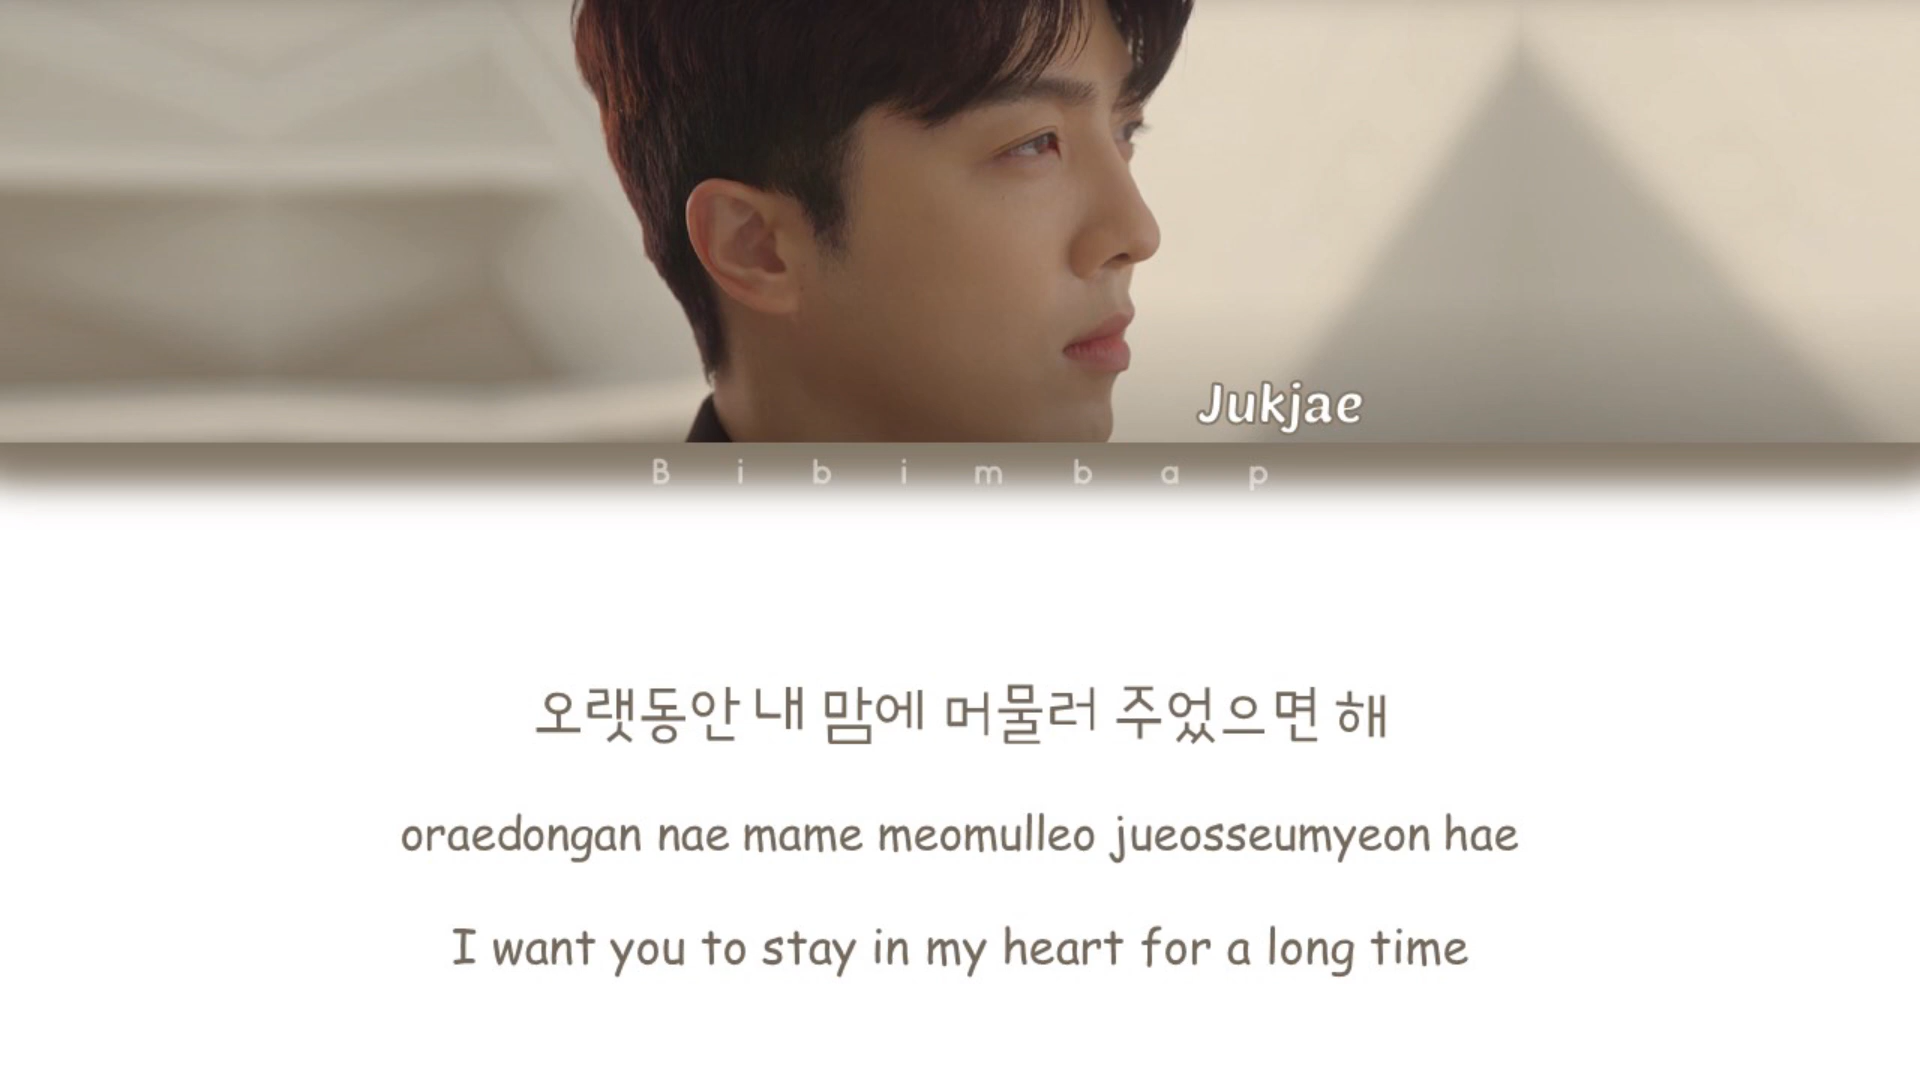 Jukjae
Bibimbap
오랫동안 내 맘에 머물러 주었으면 해
oraedongan nae mame meomulleo jueosseumyeon hae
I want you to stay in my heart for a long time